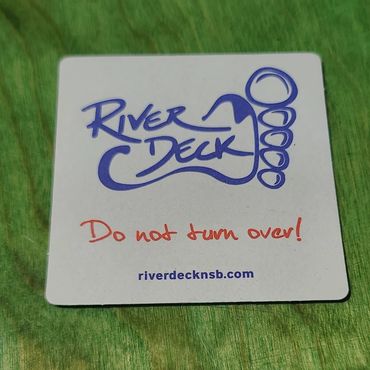 River
Deck
Do not turn over!
riverdecknsb.com